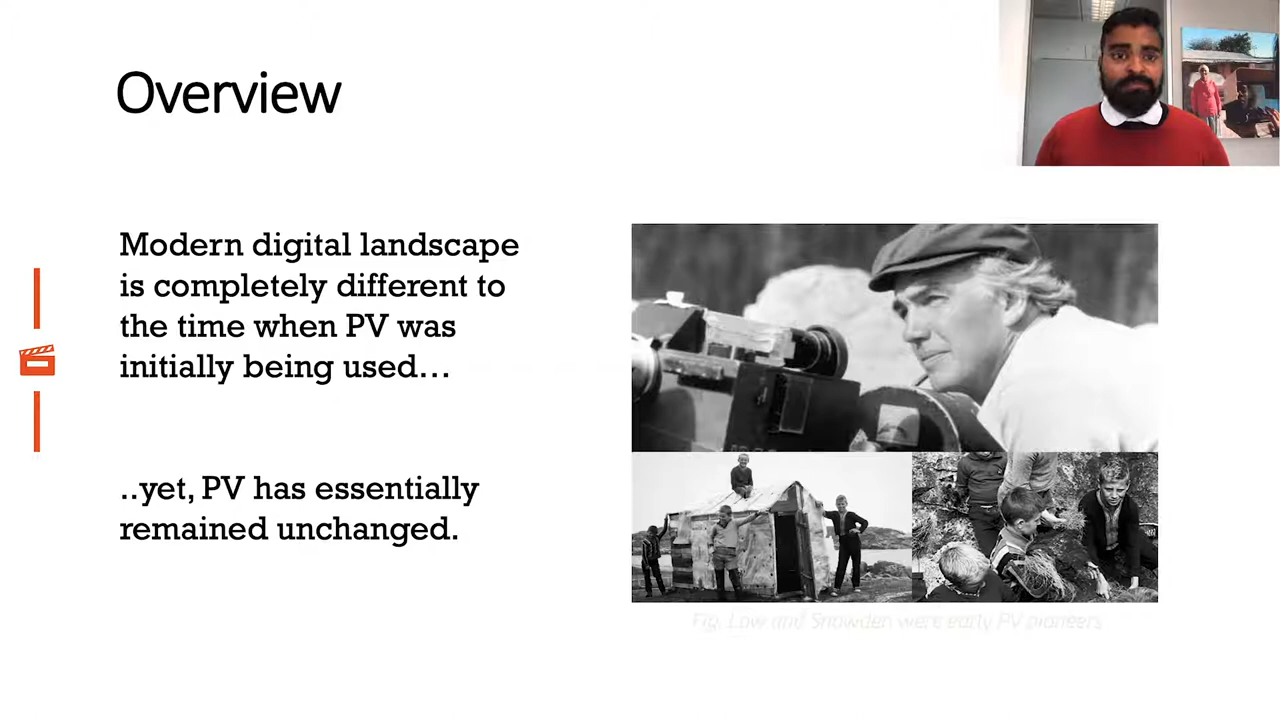 Overview
Modern digital landscape
is completely different to
the time when PV was
initially being used...
..yet, PV has essentially
remained unchanged.
Fig. Low and Snowden were early PV pioneers